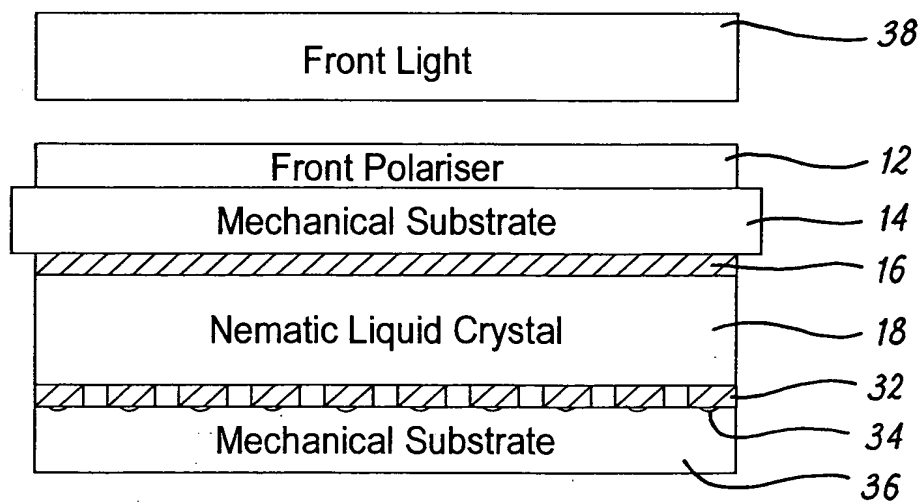 Front Light 38
Front Polariser 12
Mechanical Substrate 14
16
Nematic Liquid Crystal 18
32
34
Mechanical Substrate
36